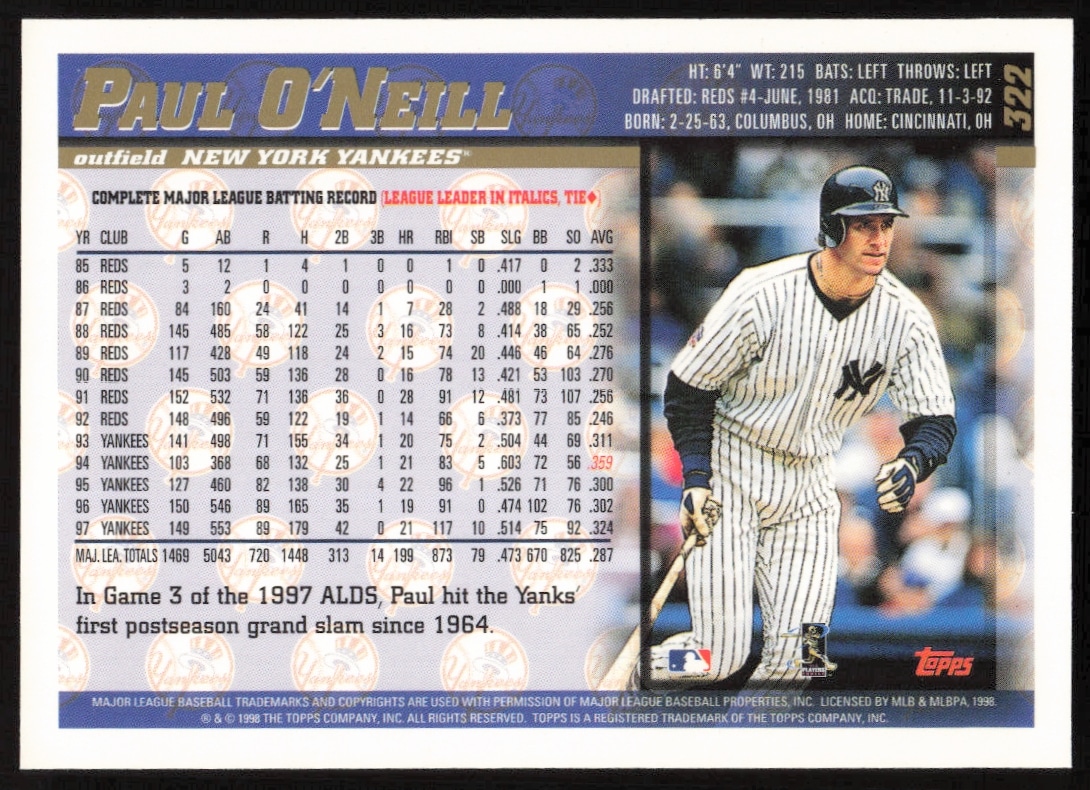 PAUL O'NEILL
HT: 6'4" WT: 215 BATS: LEFT THROWS: LEFT
DRAFTED: REDS #4-JUNE, 1981 ACQ: TRADE, 11-3-92
BORN: 2-25-63, COLUMBUS, OH HOME: CINCINNATI, OH
322
outfield NEW YORK YANKEES
COMPLETE MAJOR LEAGUE BATTING RECORD (LEAGUE LEADER IN ITALICS, TIE◆)
YR CLUB G AB R H 2B 3B HR RBI SB SLG BB SO AVG
85 REDS 5 12 1 4 1 0 0 1 0 .417 0 2 .333
86 REDS 3 2 0 0 0 0 0 0 0 .000 1 1 .000
87 REDS 84 160 24 41 14 1 7 28 2 .488 18 29 .256
88 REDS 145 485 58 122 25 3 16 73 8 .414 38 65 .252
89 REDS 117 428 49 118 24 2 15 74 20 .446 46 64 .276
90 REDS 145 503 59 136 28 0 16 78 13 .421 53 103 .270
91 REDS 152 532 71 136 36 0 28 91 12 .481 73 107 .256
92 REDS 148 496 59 122 19 1 14 66 6 .373 77 85 .246
93 YANKEES 141 498 71 155 34 1 20 75 2 .504 44 69 .311
94 YANKEES 103 368 68 132 25 1 21 83 5 .603 72 56 .359
95 YANKEES 127 460 82 138 30 4 22 96 1 .526 71 76 .300
96 YANKEES 150 546 89 165 35 1 19 91 0 .474 102 76 .302
97 YANKEES 149 553 89 179 42 0 21 117 10 .514 75 92 .324
MAJ. LEA. TOTALS 1469 5043 720 1448 313 14 199 873 79 .473 670 825 .287
In Game 3 of the 1997 ALDS, Paul hit the Yanks'
first postseason grand slam since 1964.
NY
NY
PLAYERS
TOPPS
MAJOR LEAGUE BASEBALL TRADEMARKS AND COPYRIGHTS ARE USED WITH PERMISSION OF MAJOR LEAGUE BASEBALL PROPERTIES, INC. LICENSED BY MLB & MLBPA, 1998.
® & © 1998 THE TOPPS COMPANY, INC. ALL RIGHTS RESERVED. TOPPS IS A REGISTERED TRADEMARK OF THE TOPPS COMPANY, INC.